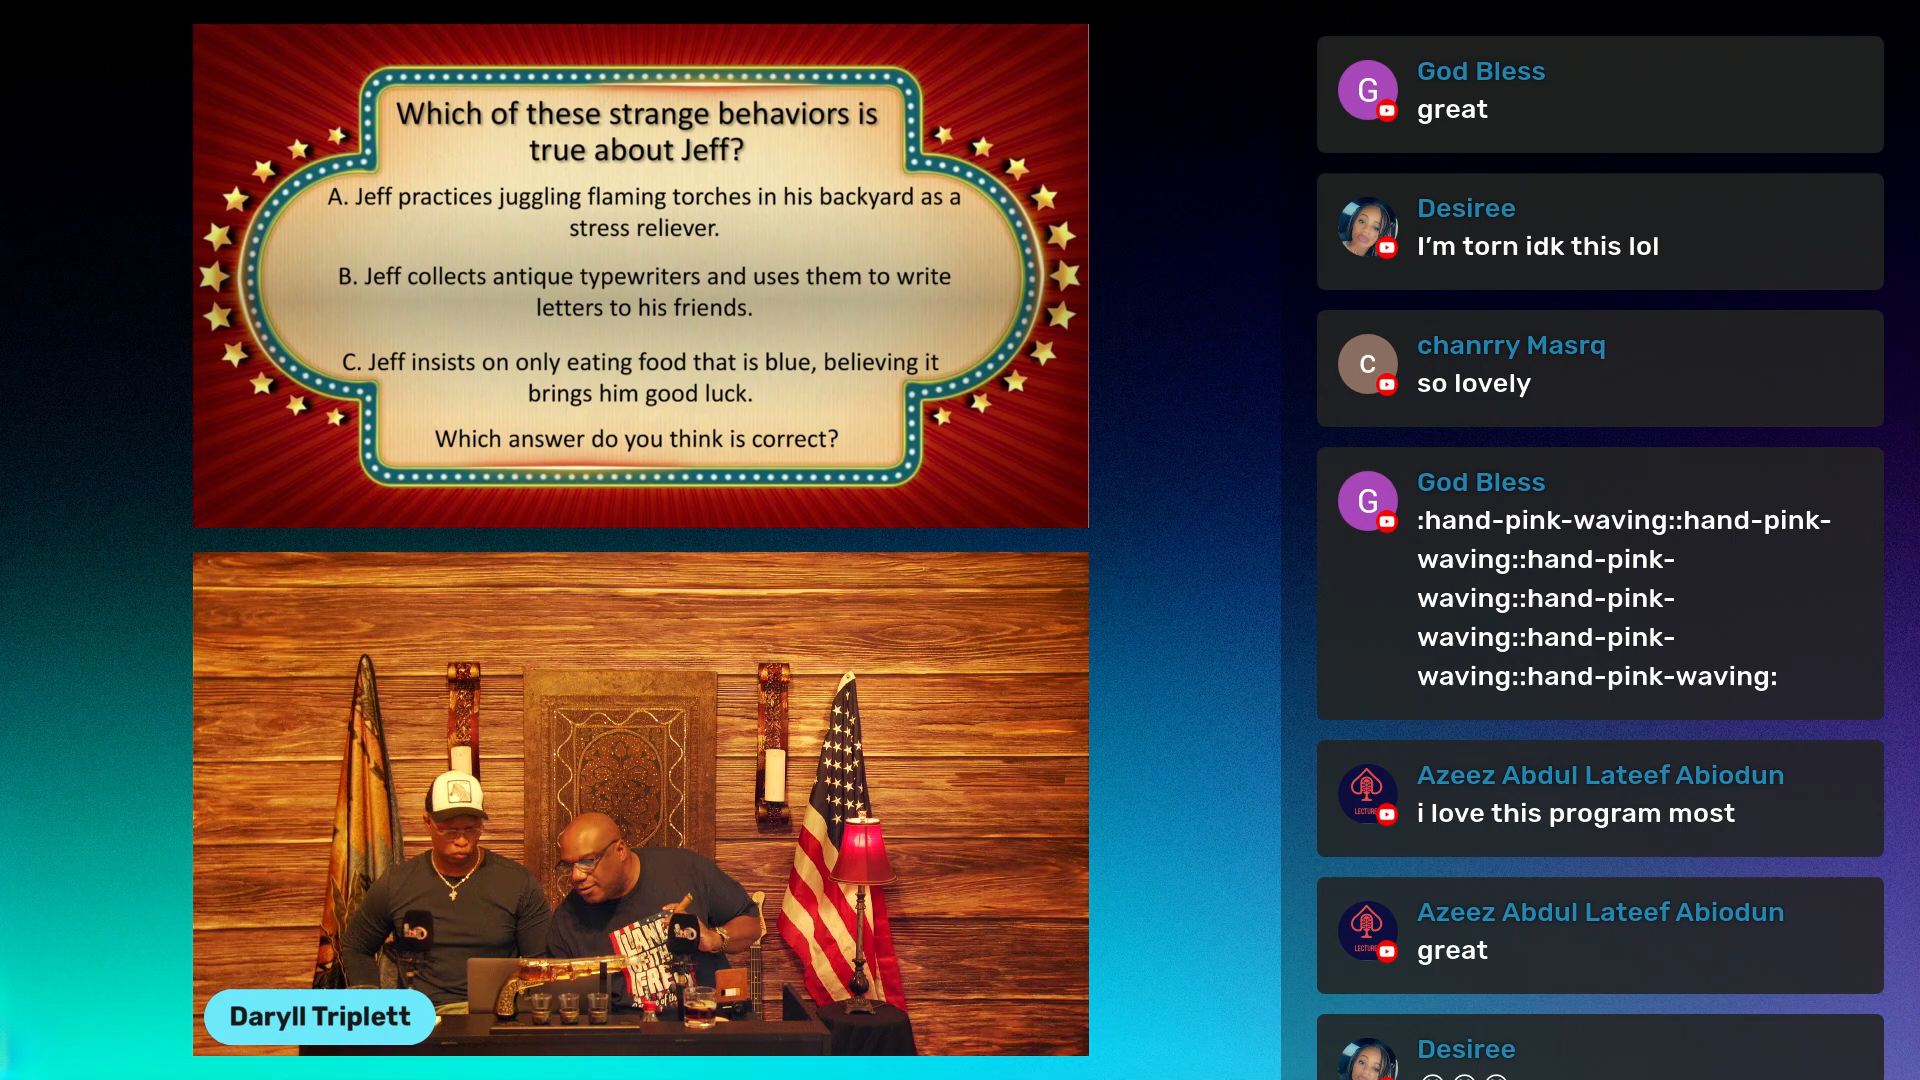 Which of these strange behaviors is
true about Jeff?
A. Jeff practices juggling flaming torches in his backyard as a
stress reliever.
B. Jeff collects antique typewriters and uses them to write
letters to his friends.
C. Jeff insists on only eating food that is blue, believing it
brings him good luck.
Which answer do you think is correct?
Daryll Triplett
G
God Bless
great
Desiree
I’m torn idk this lol
c
chanrry Masrq
so lovely
G
God Bless
:hand-pink-waving::hand-pink-
waving::hand-pink-
waving::hand-pink-
waving::hand-pink-
waving::hand-pink-waving:
Azeez Abdul Lateef Abiodun
i love this program most
Azeez Abdul Lateef Abiodun
great
Desiree